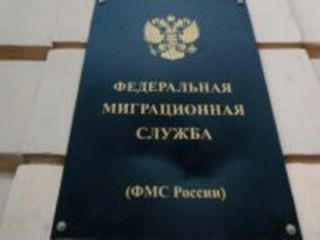 ФЕДЕРАЛЬНАЯ
МИГРАЦИОННАЯ
СЛУЖБА
(ФМС России)